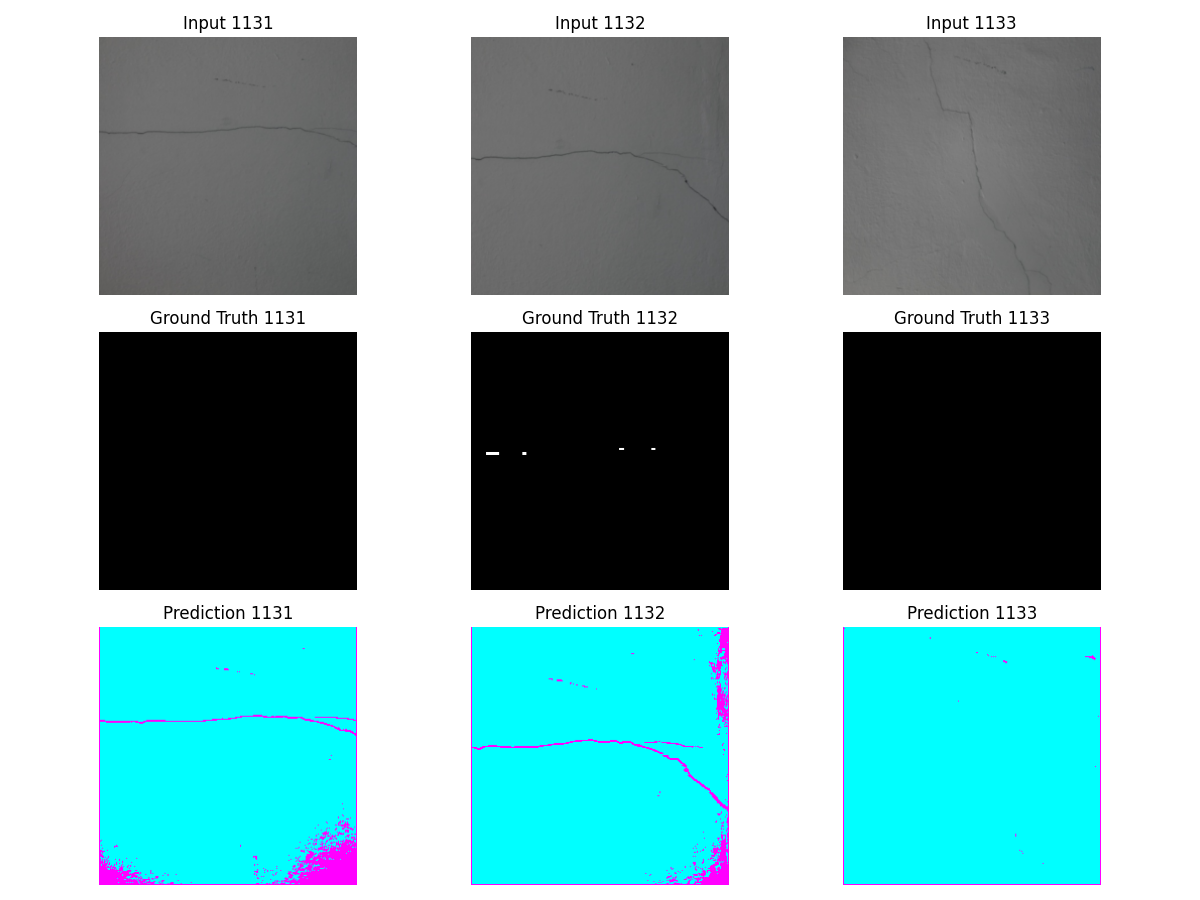 Input 1131
Input 1132
Input 1133
Ground Truth 1131
Ground Truth 1132
Ground Truth 1133
Prediction 1131
Prediction 1132
Prediction 1133